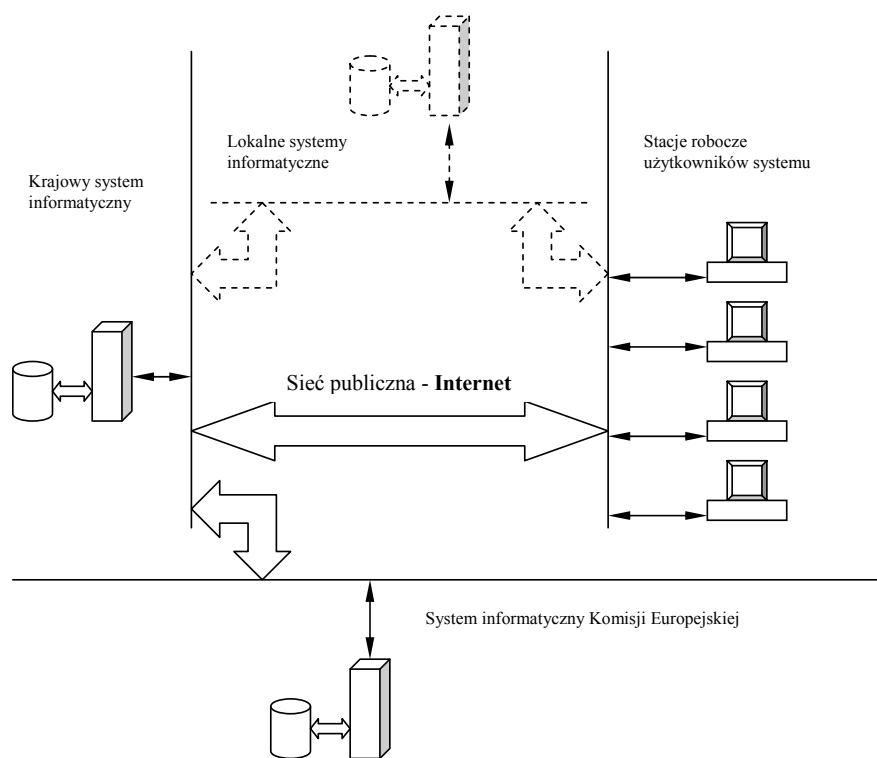 Lokalne systemy
informatyczne
Stacje robocze
użytkowników systemu
Krajowy system
informatyczny
Sieć publiczna - Internet
System informatyczny Komisji Europejskiej